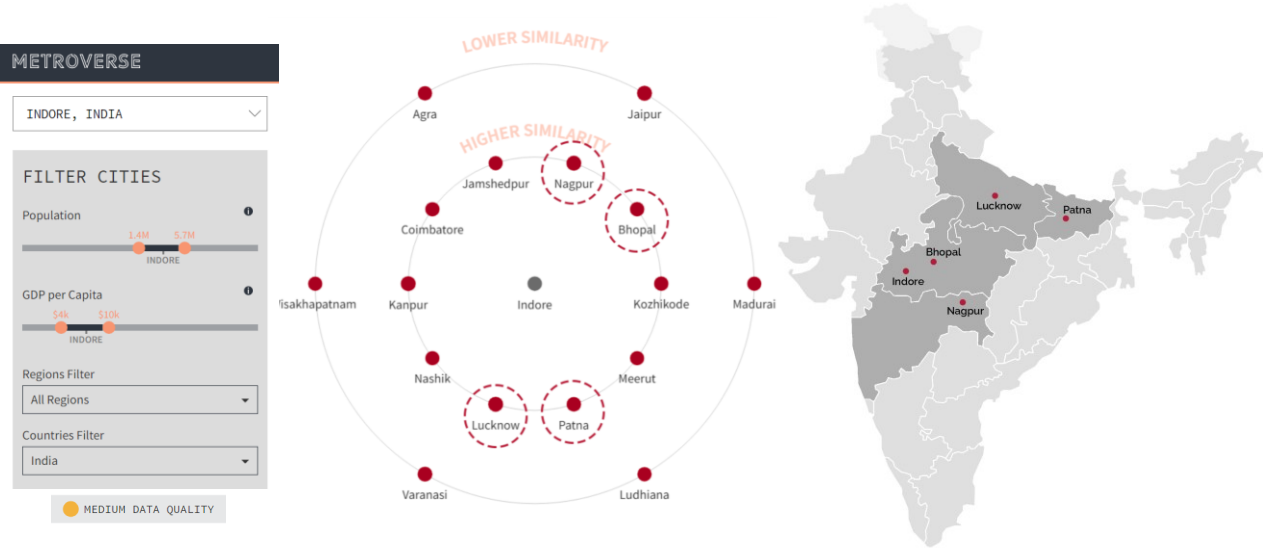 METROVERSE
INDORE, INDIA
FILTER CITIES
Population
1.4M 5.7M
INDORE
GDP per Capita
$4k $10k
INDORE
Regions Filter
All Regions
Countries Filter
India
MEDIUM DATA QUALITY
LOWER SIMILARITY
Agra
Jaipur
HIGHER SIMILARITY
Jamshedpur
Nagpur
Coimbatore
Bhopal
isakhapatnam
Kanpur
Indore
Kozhikode
Madurai
Nashik
Meerut
Lucknow
Patna
Varanasi
Ludhiana
Lucknow
Patna
Bhopal
Indore
Nagpur